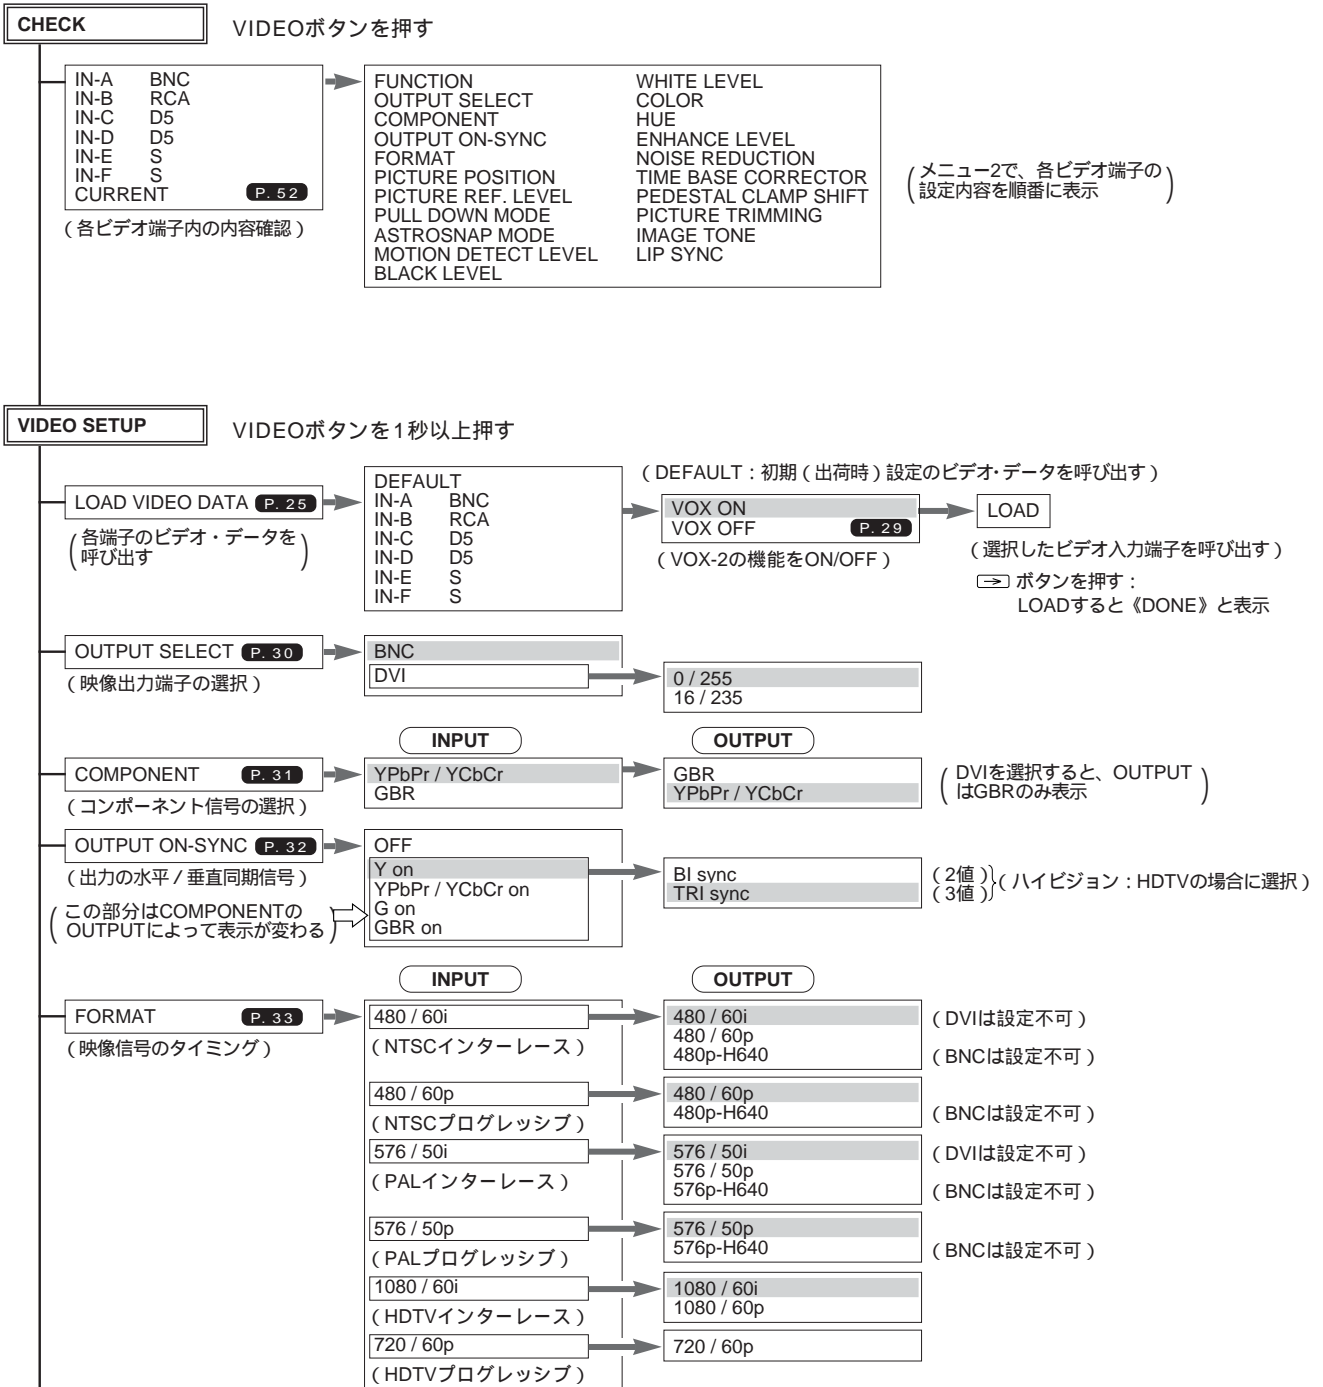 CHECK
VIDEOボタンを押す
IN-A BNC
IN-B RCA
IN-C D5
IN-D D5
IN-E S
IN-F S
CURRENT P. 52
(各ビデオ端子内の内容確認)
FUNCTION
OUTPUT SELECT
COMPONENT
OUTPUT ON-SYNC
FORMAT
PICTURE POSITION
PICTURE REF. LEVEL
PULL DOWN MODE
ASTROSNAP MODE
MOTION DETECT LEVEL
BLACK LEVEL
WHITE LEVEL
COLOR
HUE
ENHANCE LEVEL
NOISE REDUCTION
TIME BASE CORRECTOR
PEDESTAL CLAMP SHIFT
PICTURE TRIMMING
IMAGE TONE
LIP SYNC
(メニュー2で、各ビデオ端子の
設定内容を順番に表示)
VIDEO SETUP
VIDEOボタンを1秒以上押す
LOAD VIDEO DATA P. 25
(各端子のビデオ・データを
呼び出す)
DEFAULT
IN-A BNC
IN-B RCA
IN-C D5
IN-D D5
IN-E S
IN-F S
(DEFAULT:初期(出荷時)設定のビデオ・データを呼び出す)
VOX ON
VOX OFF P. 29
(VOX-2の機能をON/OFF)
LOAD
(選択したビデオ入力端子を呼び出す)
→ ボタンを押す:
LOADすると《DONE》と表示
OUTPUT SELECT P. 30
(映像出力端子の選択)
BNC
DVI
0 / 255
16 / 235
INPUT
OUTPUT
COMPONENT P. 31
(コンポーネント信号の選択)
YPbPr / YCbCr
GBR
GBR
YPbPr / YCbCr
(DVIを選択すると、OUTPUT
はGBRのみ表示)
OUTPUT ON-SYNC P. 32
(出力の水平/垂直同期信号)
(この部分はCOMPONENTの
OUTPUTによって表示が変わる)
OFF
Y on
YPbPr / YCbCr on
G on
GBR on
BI sync
TRI sync
(2値)
(3値)
(ハイビジョン:HDTVの場合に選択)
INPUT
OUTPUT
FORMAT P. 33
(映像信号のタイミング)
480 / 60i
(NTSCインターレース)
480 / 60i
480 / 60p
480p-H640
(DVIは設定不可)
(BNCは設定不可)
480 / 60p
(NTSCプログレッシブ)
480 / 60p
480p-H640
(BNCは設定不可)
576 / 50i
(PALインターレース)
576 / 50i
576 / 50p
576p-H640
(DVIは設定不可)
(BNCは設定不可)
576 / 50p
(PALプログレッシブ)
576 / 50p
576p-H640
(BNCは設定不可)
1080 / 60i
(HDTVインターレース)
1080 / 60i
1080 / 60p
720 / 60p
(HDTVプログレッシブ)
720 / 60p